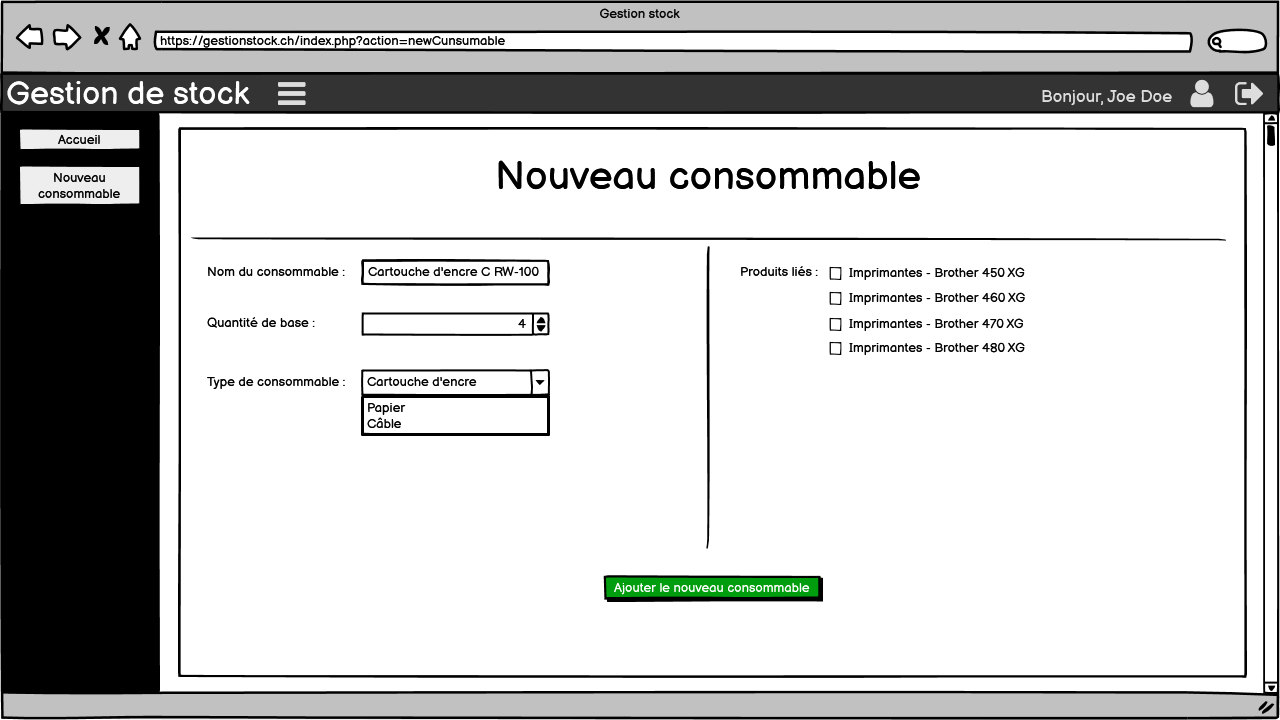 Gestion stock
https://gestionstock.ch/index.php?action=newCunsumable
Gestion de stock
Bonjour, Joe Doe
Accueil
Nouveau
consommable
Nouveau consommable
Nom du consommable :
Cartouche d'encre C RW-100
Quantité de base :
4
Type de consommable :
Cartouche d'encre
Papier
Câble
Produits liés :
Imprimantes - Brother 450 XG
Imprimantes - Brother 460 XG
Imprimantes - Brother 470 XG
Imprimantes - Brother 480 XG
Ajouter le nouveau consommable